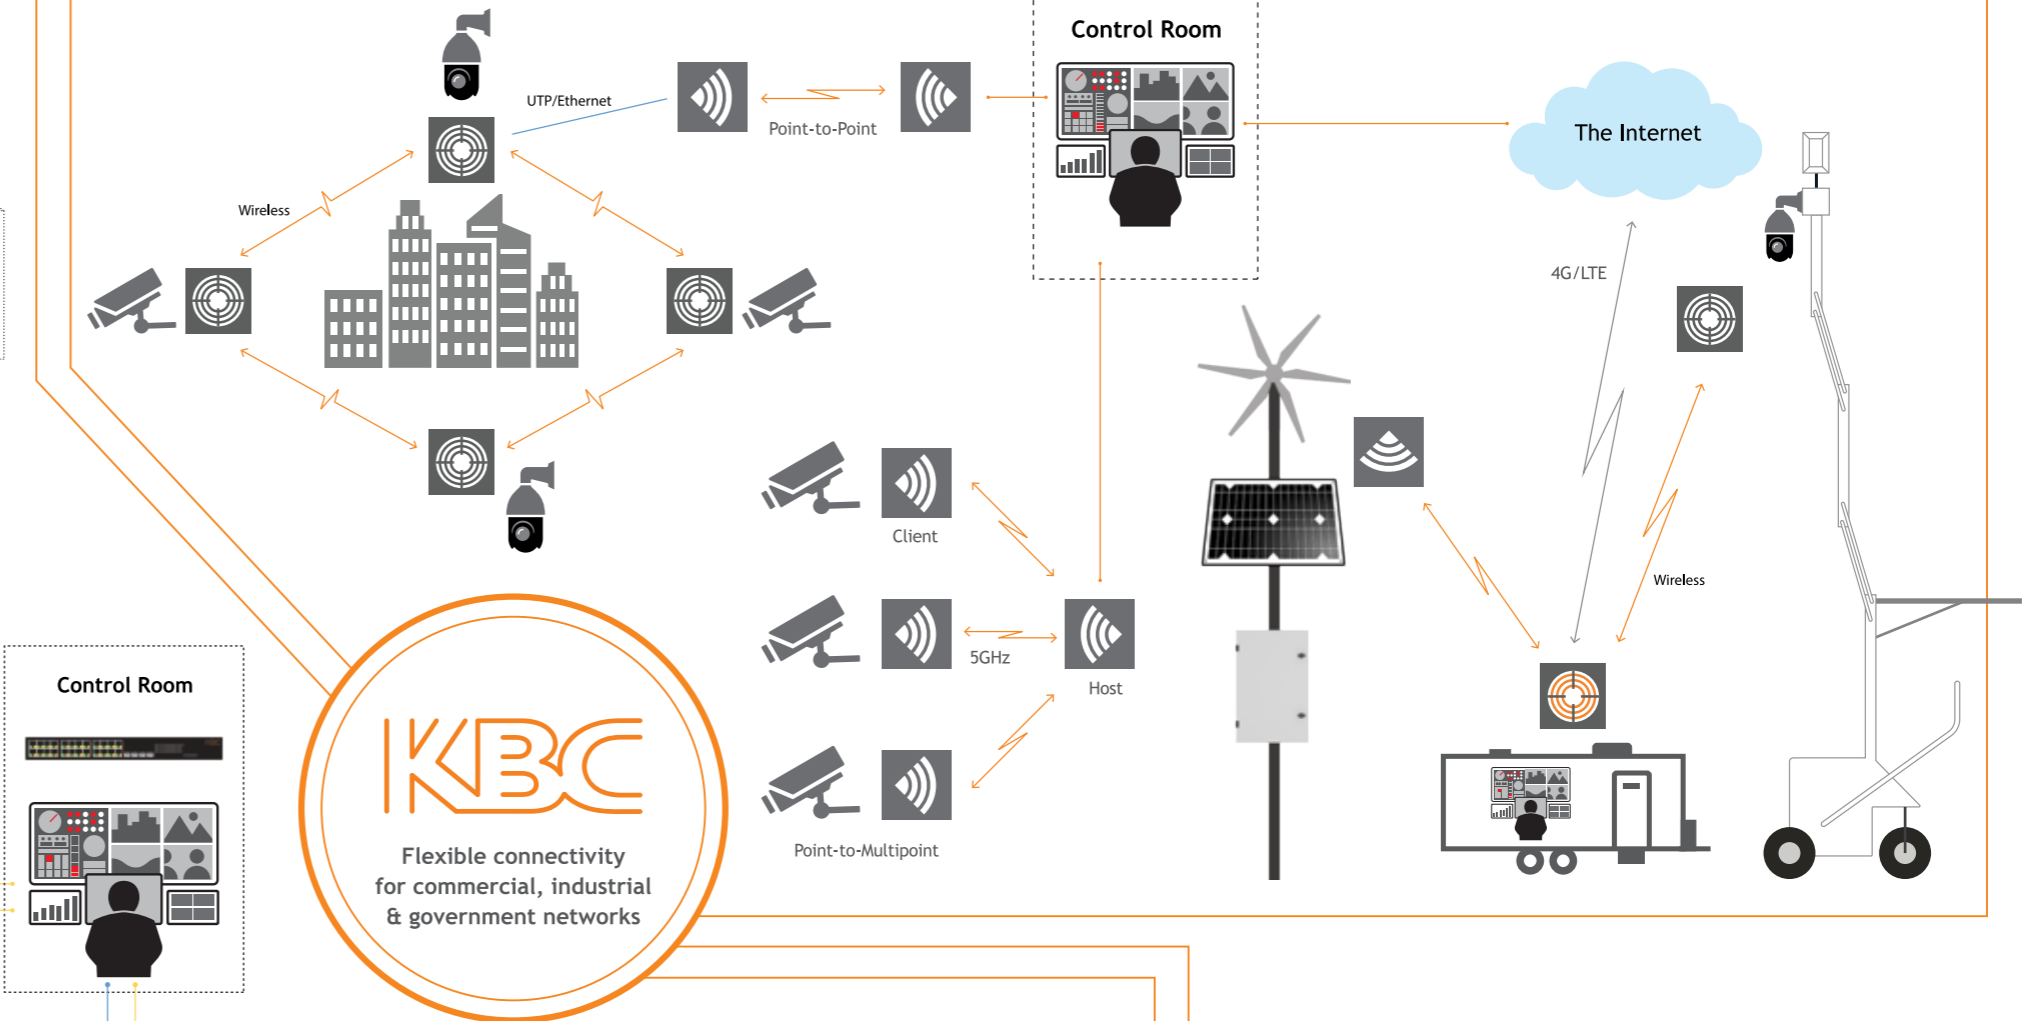 Control Room
UTP/Ethernet
Point-to-Point
The Internet
Wireless
4G/LTE
Client
Wireless
5GHz
Host
Control Room
KBC
Point-to-Multipoint
Flexible connectivity
for commercial, industrial
& government networks